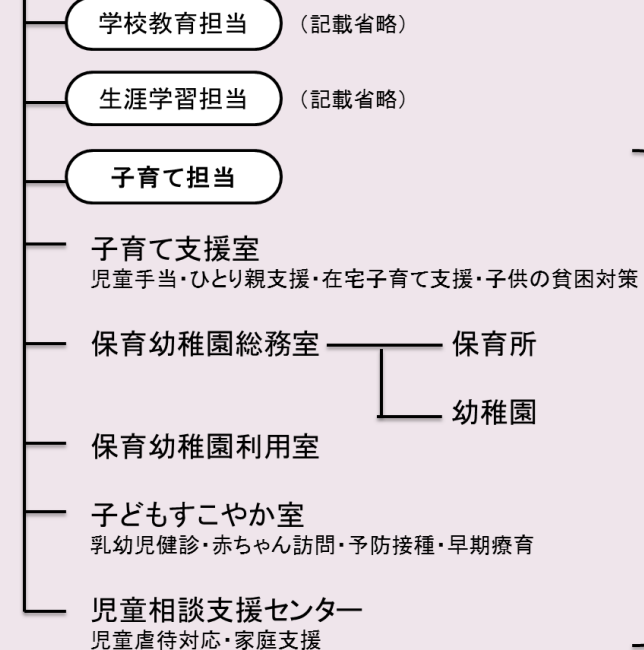 学校教育担当 （記載省略）
生涯学習担当 （記載省略）
子育て担当
子育て支援室
児童手当・ひとり親支援・在宅子育て支援・子供の貧困対策
保育幼稚園総務室 保育所
幼稚園
保育幼稚園利用室
子どもすこやか室
乳幼児健診・赤ちゃん訪問・予防接種・早期療育
児童相談支援センター
児童虐待対応・家庭支援